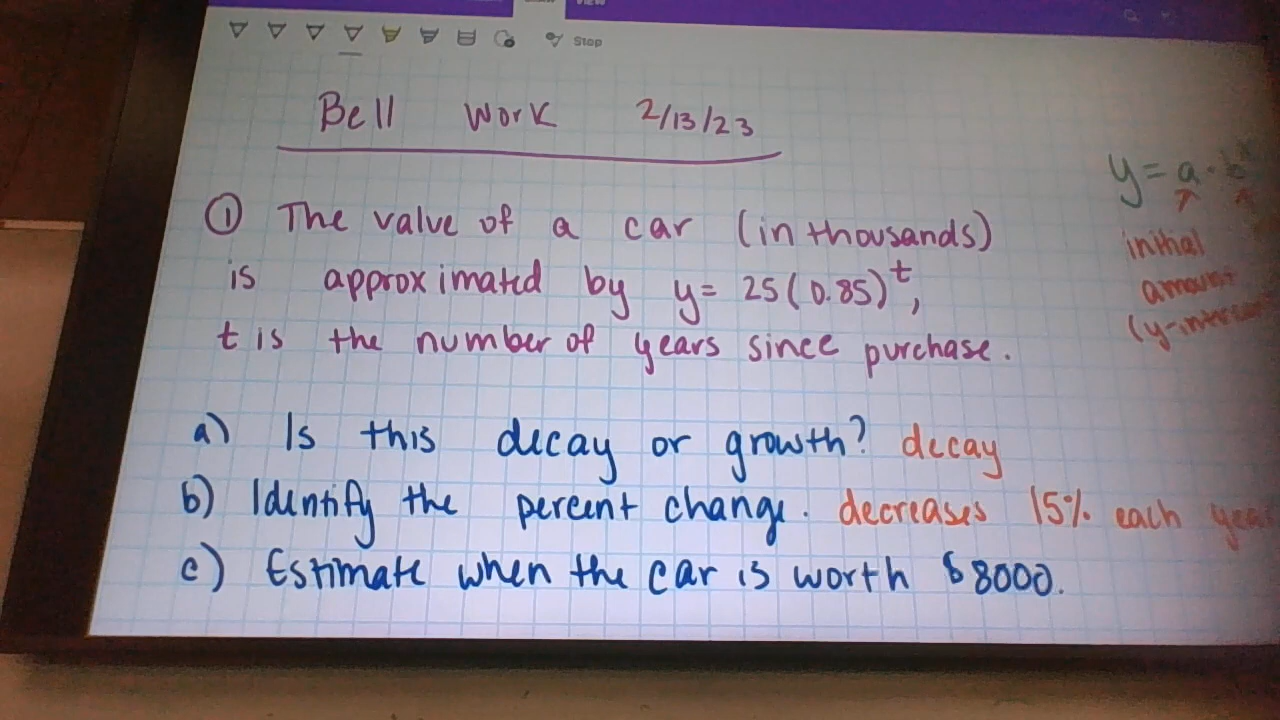 VIEW
Stop
Bell Work 2/13/23
y = a · b
initial
amount
① The value of a car (in thousands)
is approximated by y = 25(0.85)^t,
t is the number of years since purchase.
a) Is this decay or growth? decay
b) Identify the percent change. decreases 15% each
c) Estimate when the car is worth $8000.